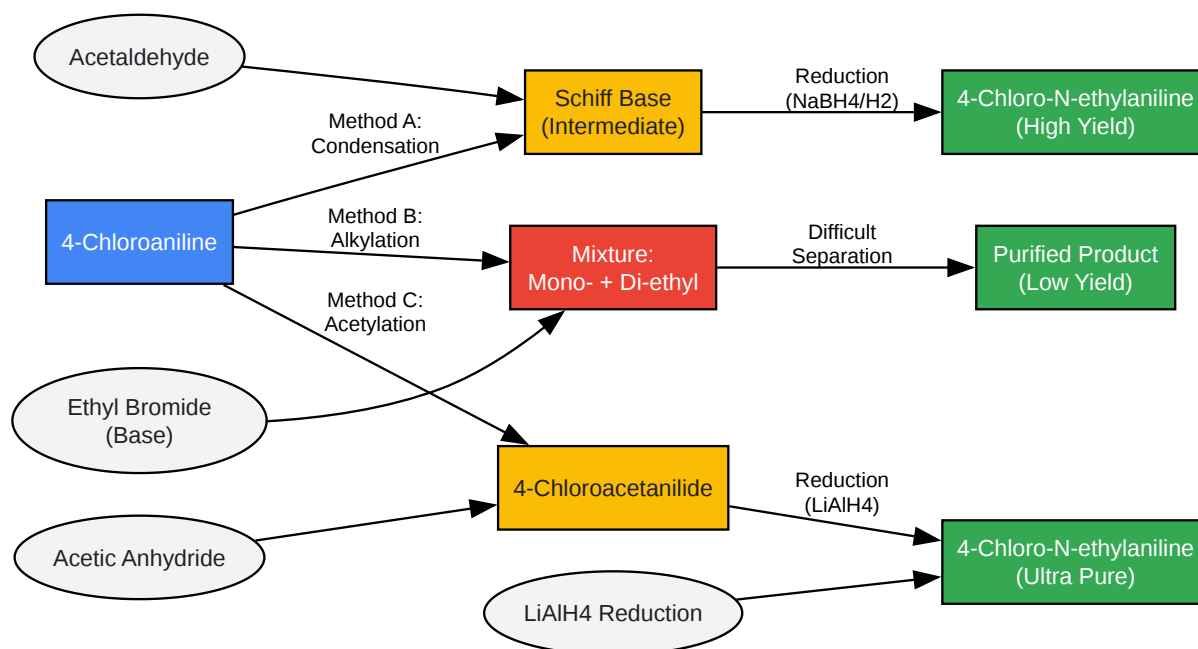 Acetaldehyde
Schiff Base
(Intermediate)
Reduction
(NaBH4/H2)
4-Chloro-N-ethylaniline
(High Yield)
Method A:
Condensation
4-Chloroaniline
Method B:
Alkylation
Mixture:
Mono- + Di-ethyl
Difficult
Separation
Purified Product
(Low Yield)
Method C:
Acetylation
Ethyl Bromide
(Base)
4-Chloroacetanilide
Reduction
(LiAlH4)
Acetic Anhydride
4-Chloro-N-ethylaniline
(Ultra Pure)
LiAlH4 Reduction